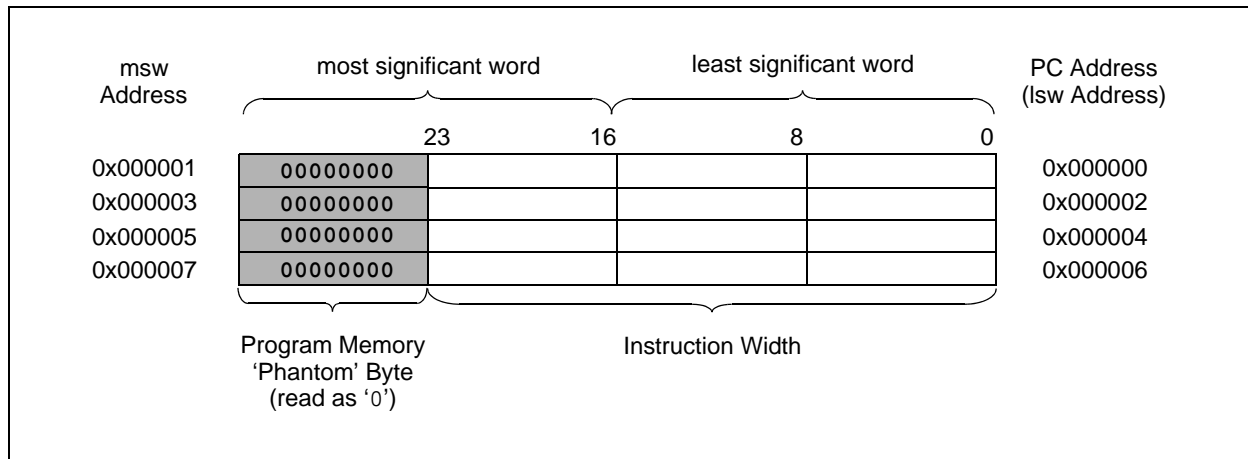 msw
Address
most significant word
least significant word
PC Address
(lsw Address)
23
16
8
0
0x000001
00000000
0x000000
0x000003
00000000
0x000002
0x000005
00000000
0x000004
0x000007
00000000
0x000006
Program Memory
‘Phantom’ Byte
(read as ‘0’)
Instruction Width